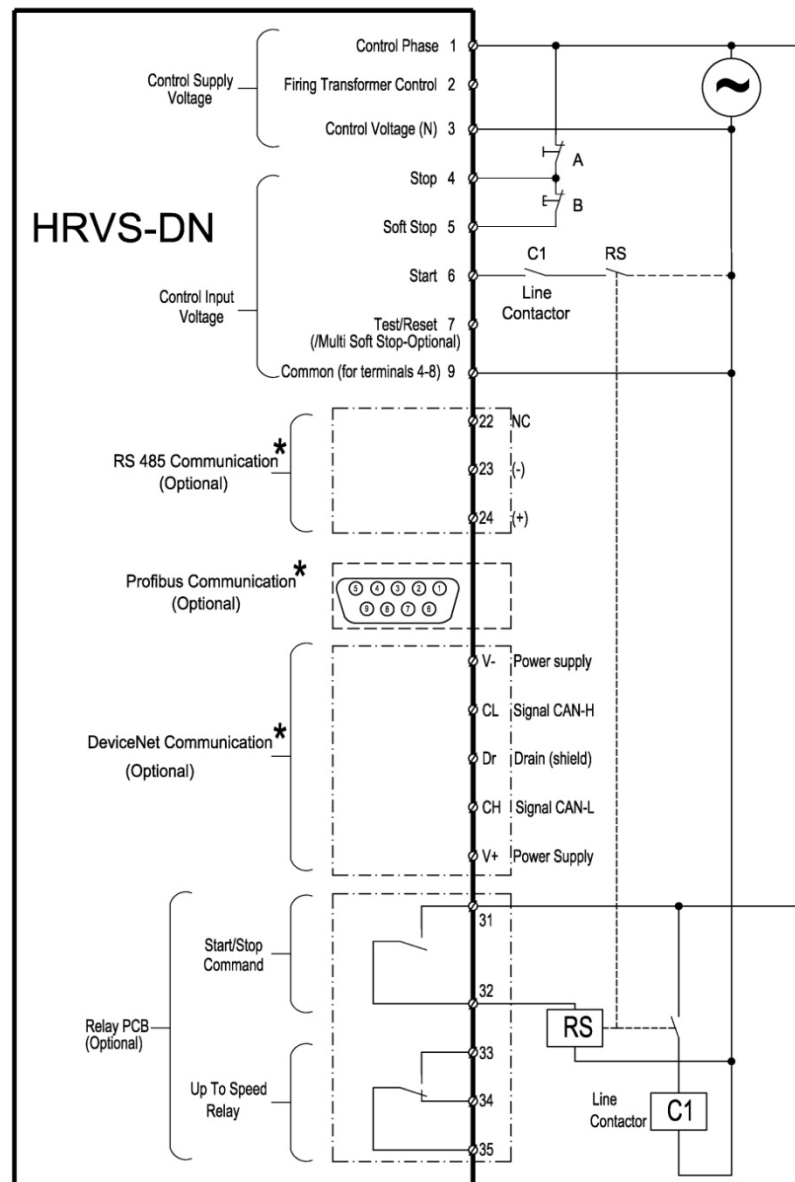 Control Phase 1
Control Supply
Voltage
Firing Transformer Control 2
Control Voltage (N) 3
A
Stop 4
B
HRVS-DN
Soft Stop 5
C1 RS
Start 6
Line
Contactor
Control Input
Voltage
Test/Reset 7
(/Multi Soft Stop-Optional)
Common (for terminals 4-8) 9
22 NC
RS 485 Communication*
(Optional)
23 (-)
24 (+)
Profibus Communication*
(Optional)
5 4 3 2 1
9 8 7 6
V- Power supply
CL Signal CAN-H
DeviceNet Communication*
(Optional)
Dr Drain (shield)
CH Signal CAN-L
V+ Power Supply
31
Start/Stop
Command
32
RS
Relay PCB
(Optional)
33
Up To Speed
Relay
34
Line
Contactor
C1
35